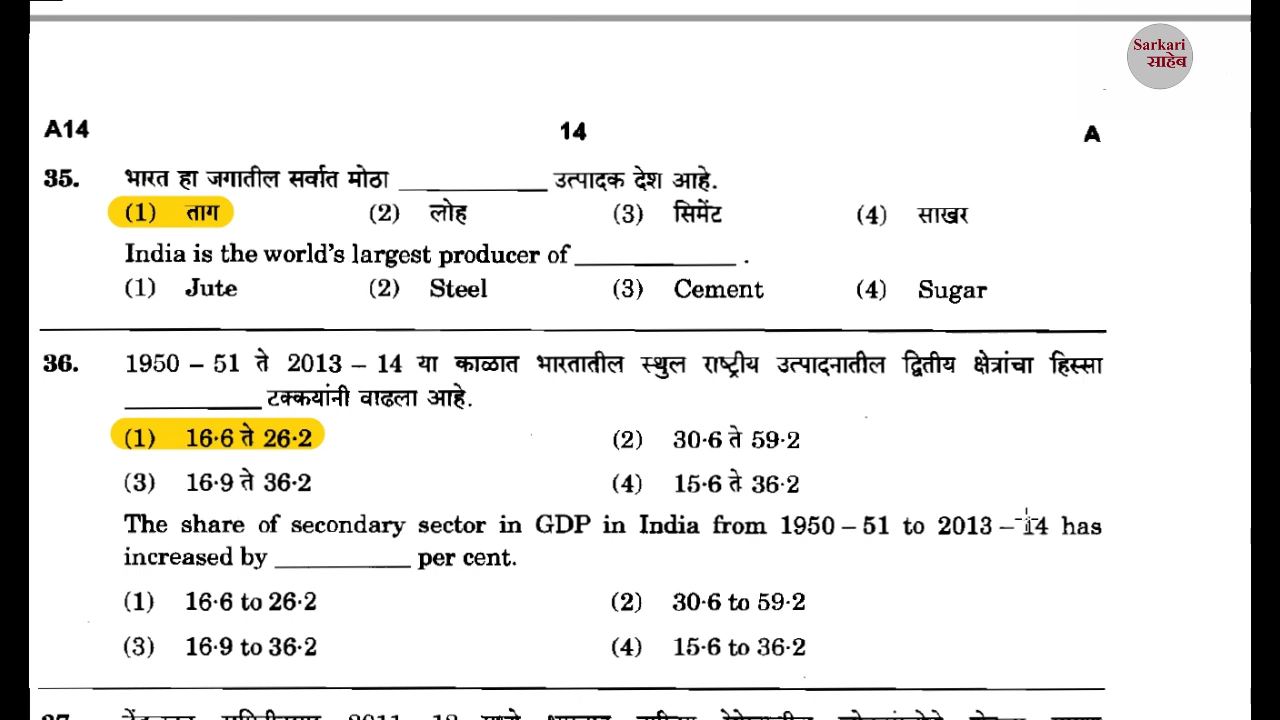 Sarkari
साहेब
A14 14 A
35. भारत हा जगातील सर्वात मोठा __________ उत्पादक देश आहे.
(1) ताग (2) लोह (3) सिमेंट (4) साखर
India is the world's largest producer of __________ .
(1) Jute (2) Steel (3) Cement (4) Sugar
36. 1950 – 51 ते 2013 – 14 या काळात भारतातील स्थुल राष्ट्रीय उत्पादनातील द्वितीय क्षेत्रांचा हिस्सा
__________ टक्कयांनी वाढला आहे.
(1) 16·6 ते 26·2 (2) 30·6 ते 59·2
(3) 16·9 ते 36·2 (4) 15·6 ते 36·2
The share of secondary sector in GDP in India from 1950 – 51 to 2013 – 14 has
increased by __________ per cent.
(1) 16·6 to 26·2 (2) 30·6 to 59·2
(3) 16·9 to 36·2 (4) 15·6 to 36·2